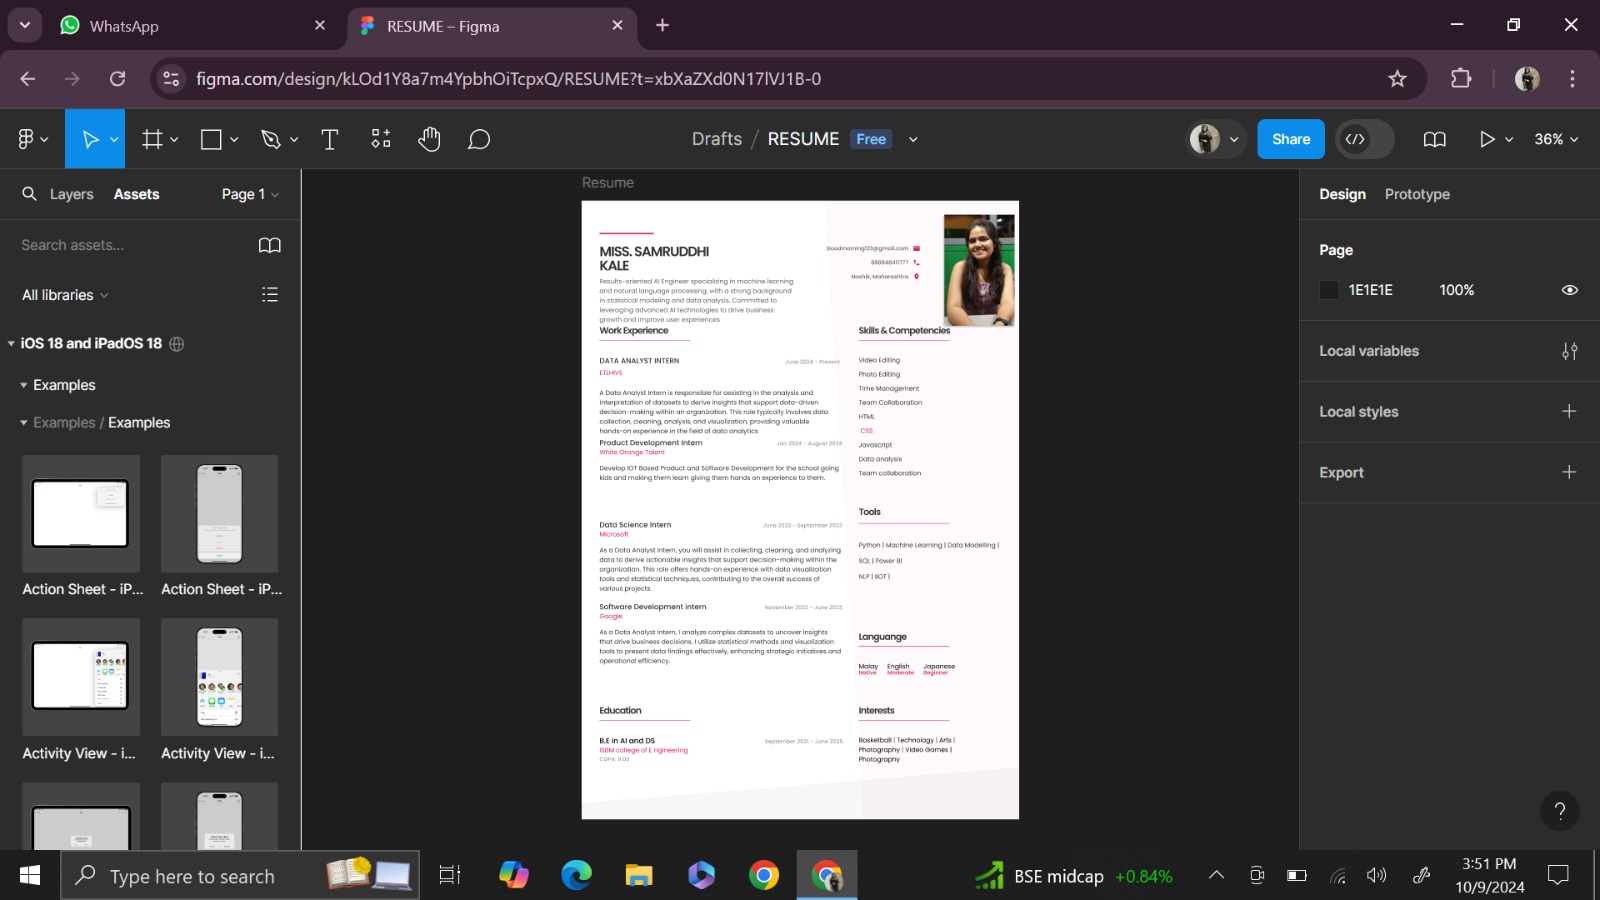 WhatsApp
RESUME – Figma
figma.com/design/kLOd1Y8a7m4YpbhOiTcpxQ/RESUME?t=xbXaZXd0N17lVJ1B-0
Drafts / RESUME Free
Share
36%
Layers Assets Page 1
Search assets...
All libraries
iOS 18 and iPadOS 18
Examples
Examples / Examples
Action Sheet - iP... Action Sheet - iP...
Activity View - i... Activity View - i...
Resume
MISS. SAMRUDDHI
KALE
Results-oriented AI Engineer specializing in machine learning
and natural language processing, with a strong background
in statistical modeling and data analysis. Committed to
leveraging advanced AI technologies to drive business
growth and improve user experiences
Goodmorning123@gmail.com
Nashik, Maharashtra
Work Experience
DATA ANALYST INTERN June 2024 - Present
ETLHIVE
A Data Analyst Intern is responsible for assisting in the analysis and
interpretation of datasets to derive insights that support data-driven
decision-making within an organization. This role typically involves data
collection, cleaning, analysis, and visualization, providing valuable
hands-on experience in the field of data analytics
Product Development Intern Jan 2024 - August 2024
White Orange Talent
Develop IOT Based Product and Software Development for the school going
kids and making them learn giving them hands on experience to them.
Data Science Intern June 2023 - September 2023
Microsoft
As a Data Analyst Intern, you will assist in collecting, cleaning, and analyzing
data to derive actionable insights that support decision-making within the
organization. This role offers hands-on experience with data visualization
tools and statistical techniques, contributing to the overall success of
various projects.
Software Development intern November 2022 - June 2023
Google
As a Data Analyst Intern, I analyze complex datasets to uncover insights
that drive business decisions. I utilize statistical methods and visualization
tools to present data findings effectively, enhancing strategic initiatives and
operational efficiency.
Education
B.E in AI and DS September 2021 - June 2025
ISBM college of E ngineering
CGPA: 9.00
Skills & Competencies
Video Editing
Photo Editing
Time Management
Team Collaboration
HTML
CSS
Javascript
Data analysis
Team collaboration
Tools
Python | Machine Learning | Data Modelling |
SQL | Power BI
NLP | IIOT |
Languange
Malay English Japanese
Native Moderate Beginner
Interests
Basketball | Technology | Arts |
Photography | Video Games |
Photography
Design Prototype
Page
1E1E1E 100%
Local variables
Local styles
Export
?
Type here to search
BSE midcap +0.84%
3:51 PM
10/9/2024